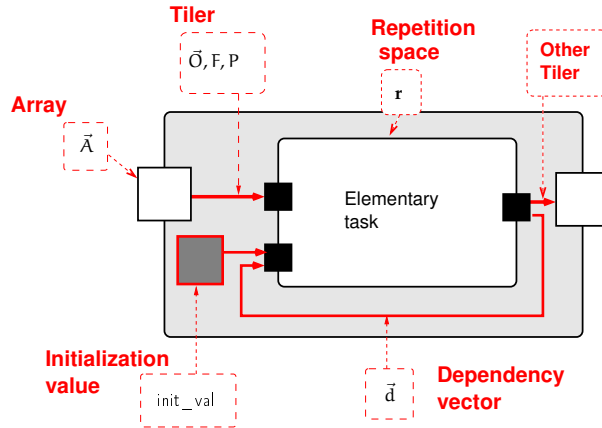 Tiler
O⃗, F, P
Repetition
space
r
Other
Tiler
Array
A⃗
Elementary
task
Initialization
value
init_val
d⃗
Dependency
vector